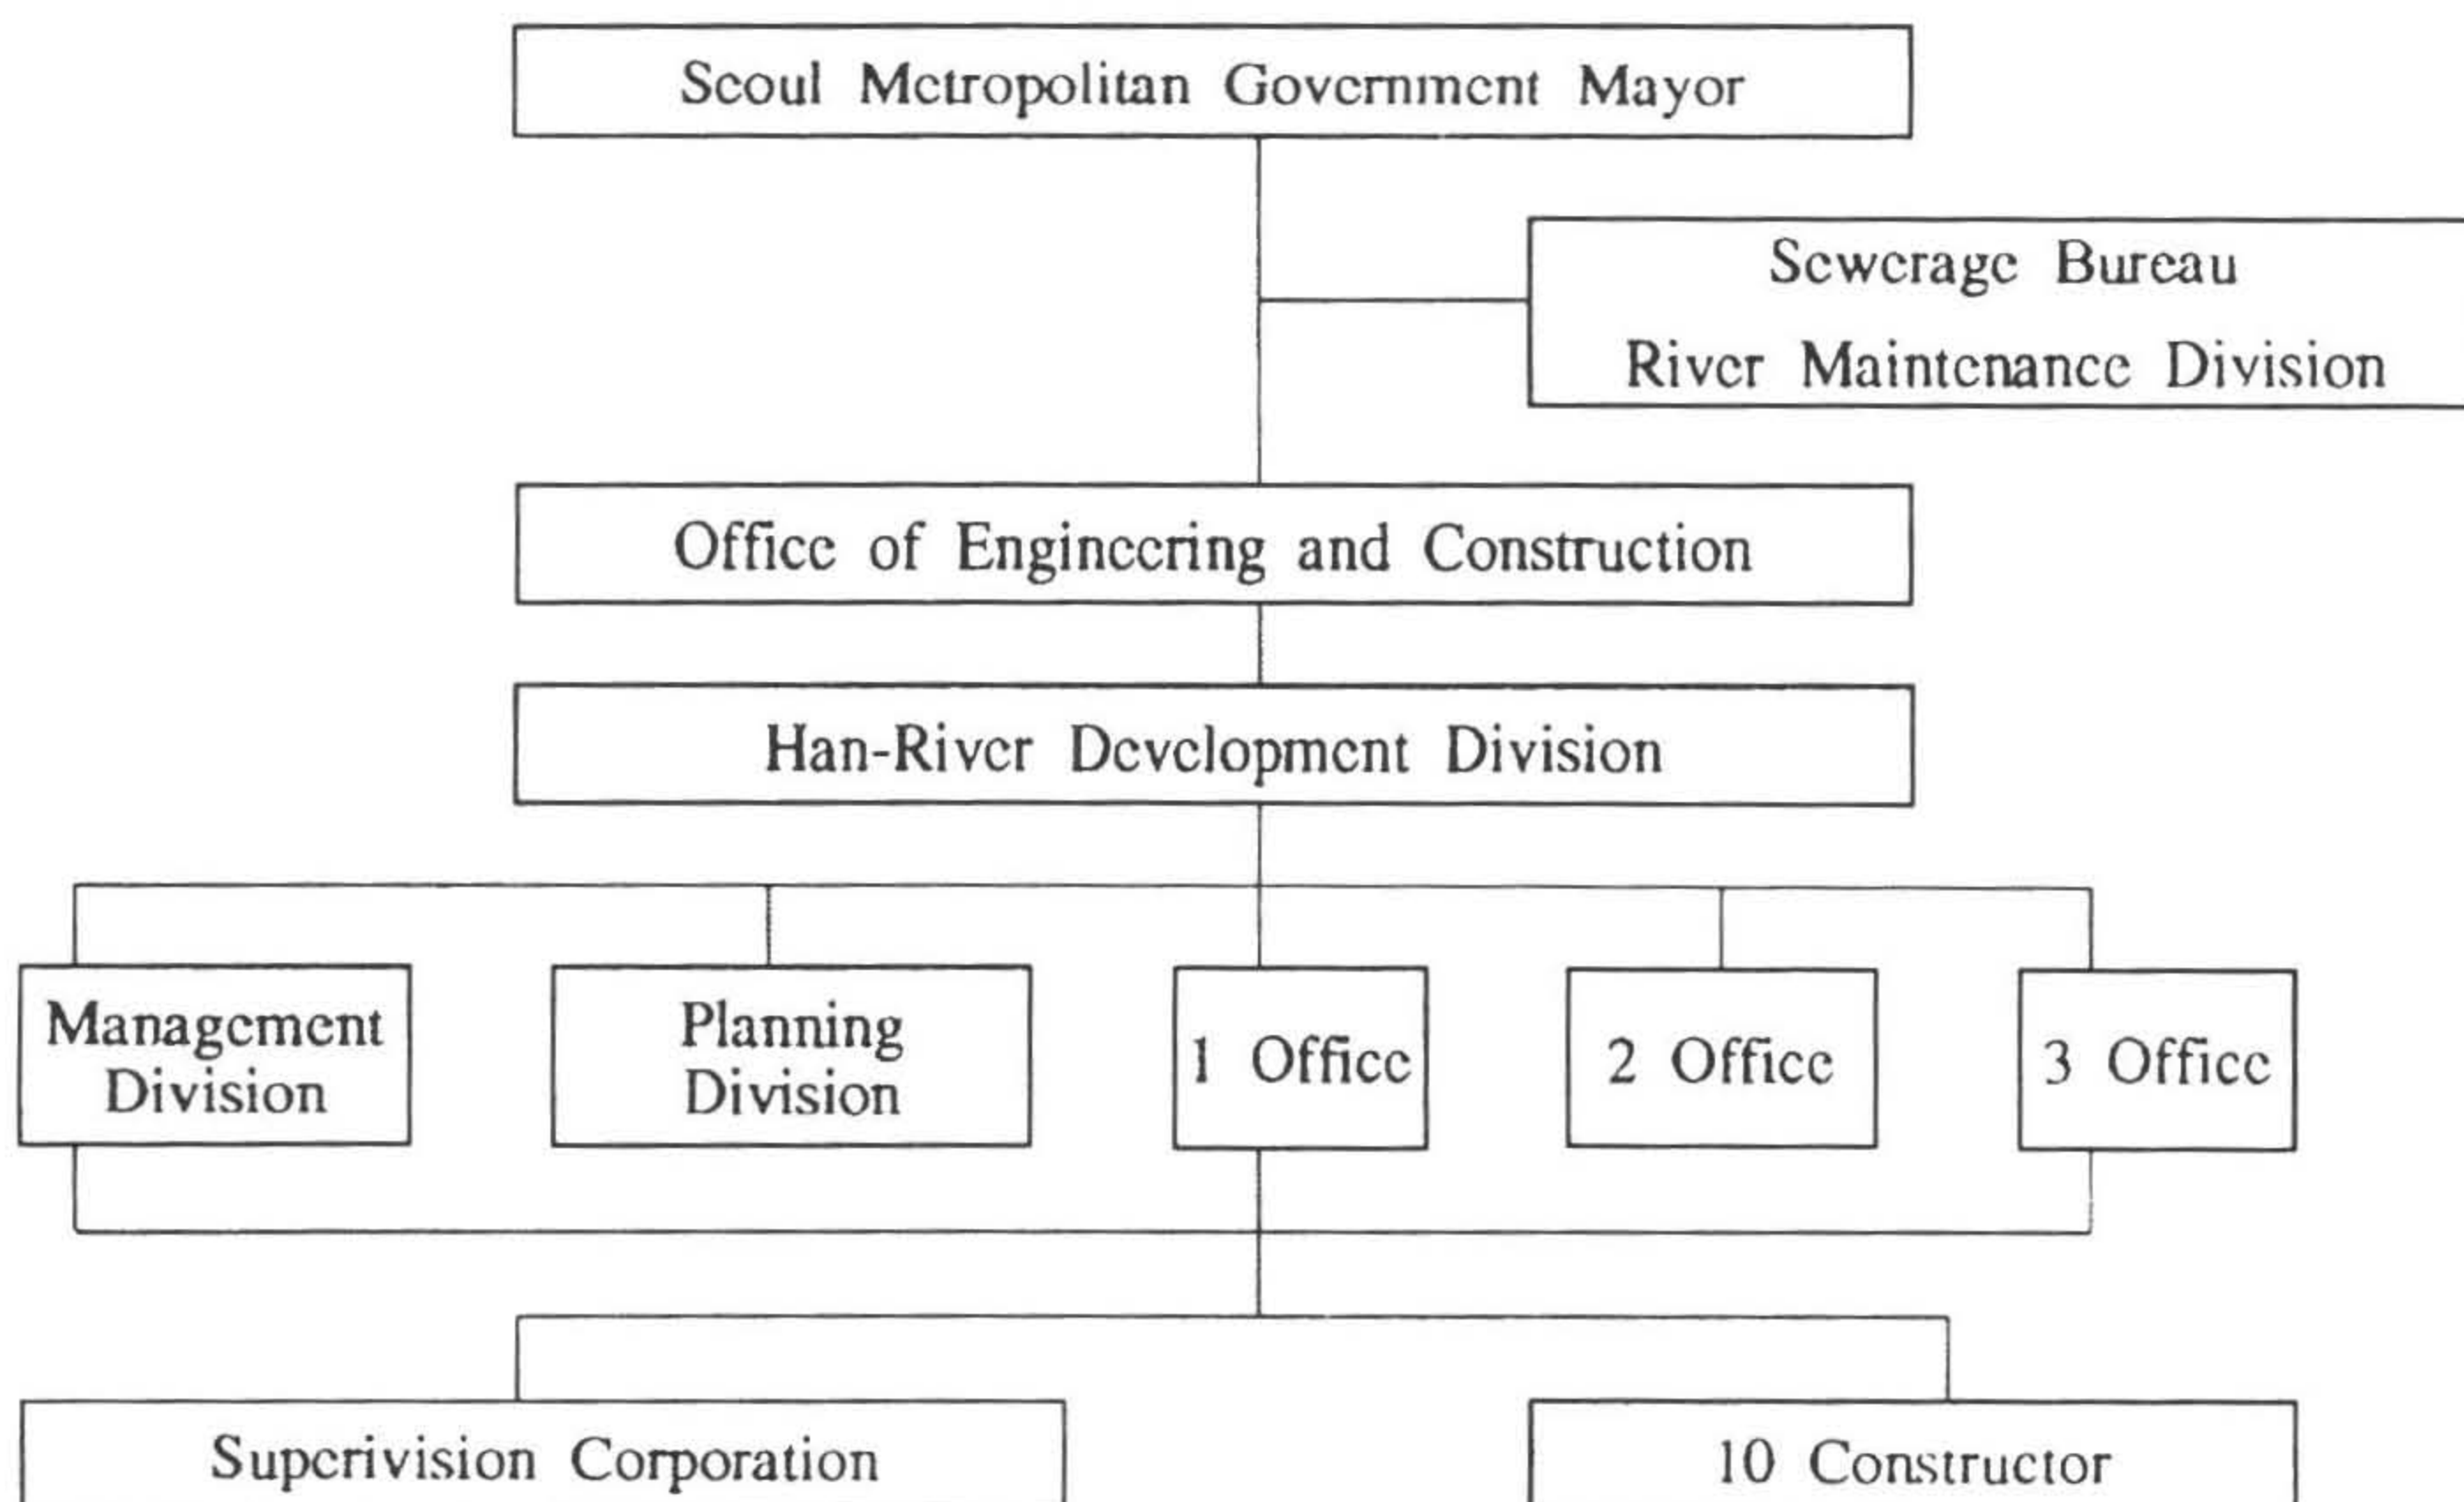 Seoul Metropolitan Government Mayor
Sewerage Bureau
River Maintenance Division
Office of Engineering and Construction
Han-River Development Division
Management
Division
Planning
Division
1 Office
2 Office
3 Office
Superivision Corporation
10 Constructor